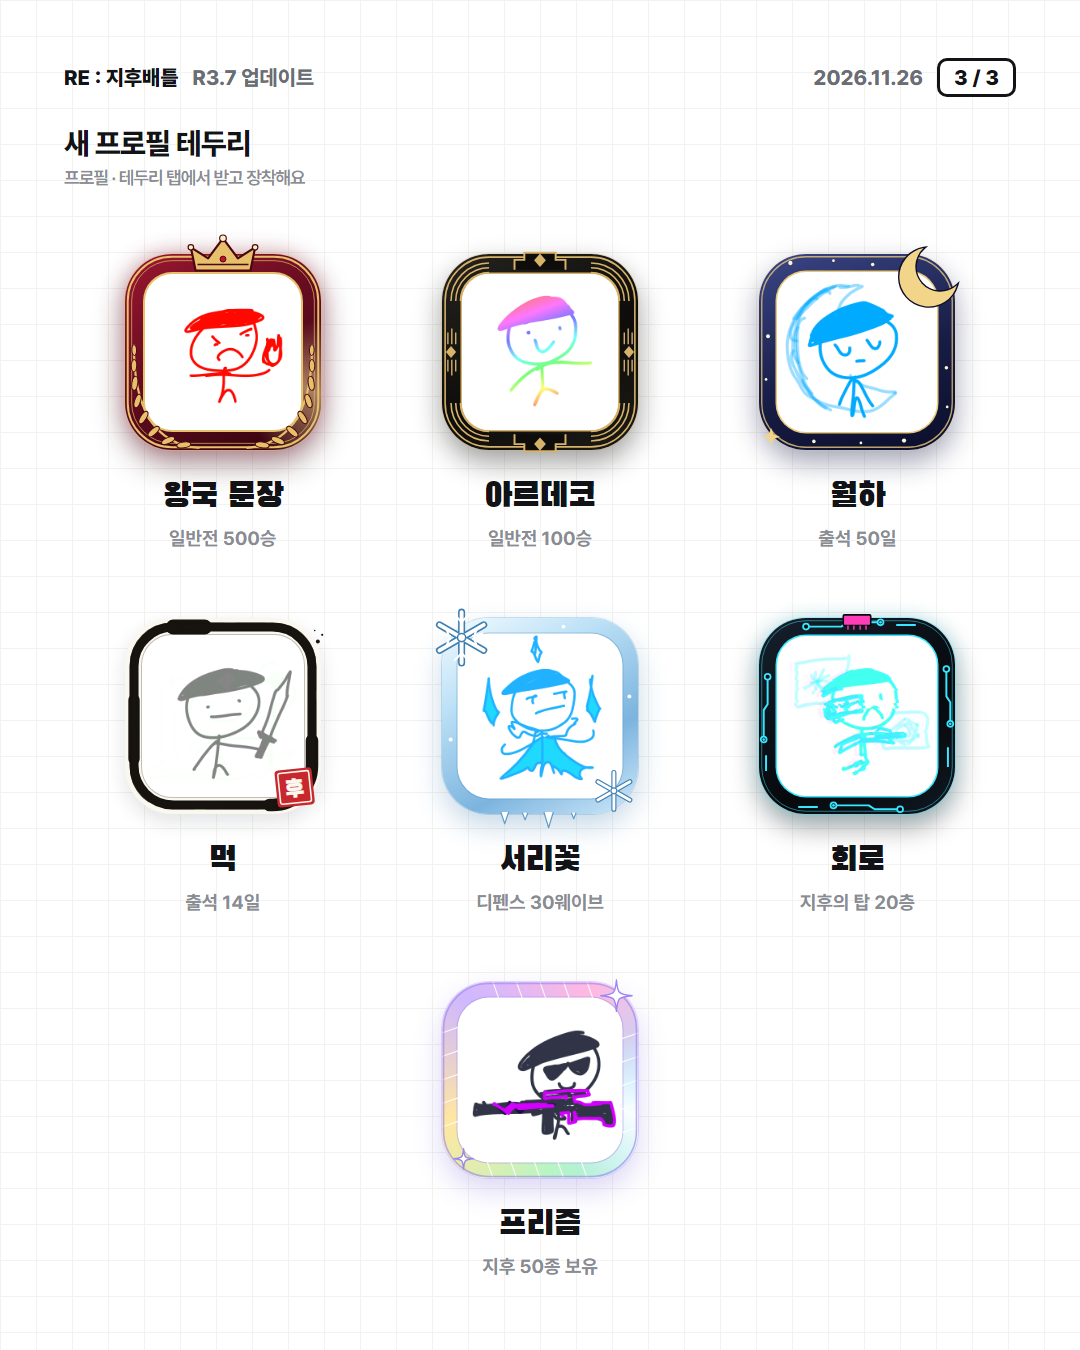 RE : 지후배틀 R3.7 업데이트
2026.11.26 3 / 3
새 프로필 테두리
프로필 · 테두리 탭에서 받고 장착해요
왕국 문장 아르데코 월하
일반전 500승 일반전 100승 출석 50일
후
먹 서리꽃 회로
출석 14일 디펜스 30웨이브 지후의 탑 20층
프리즘
지후 50종 보유